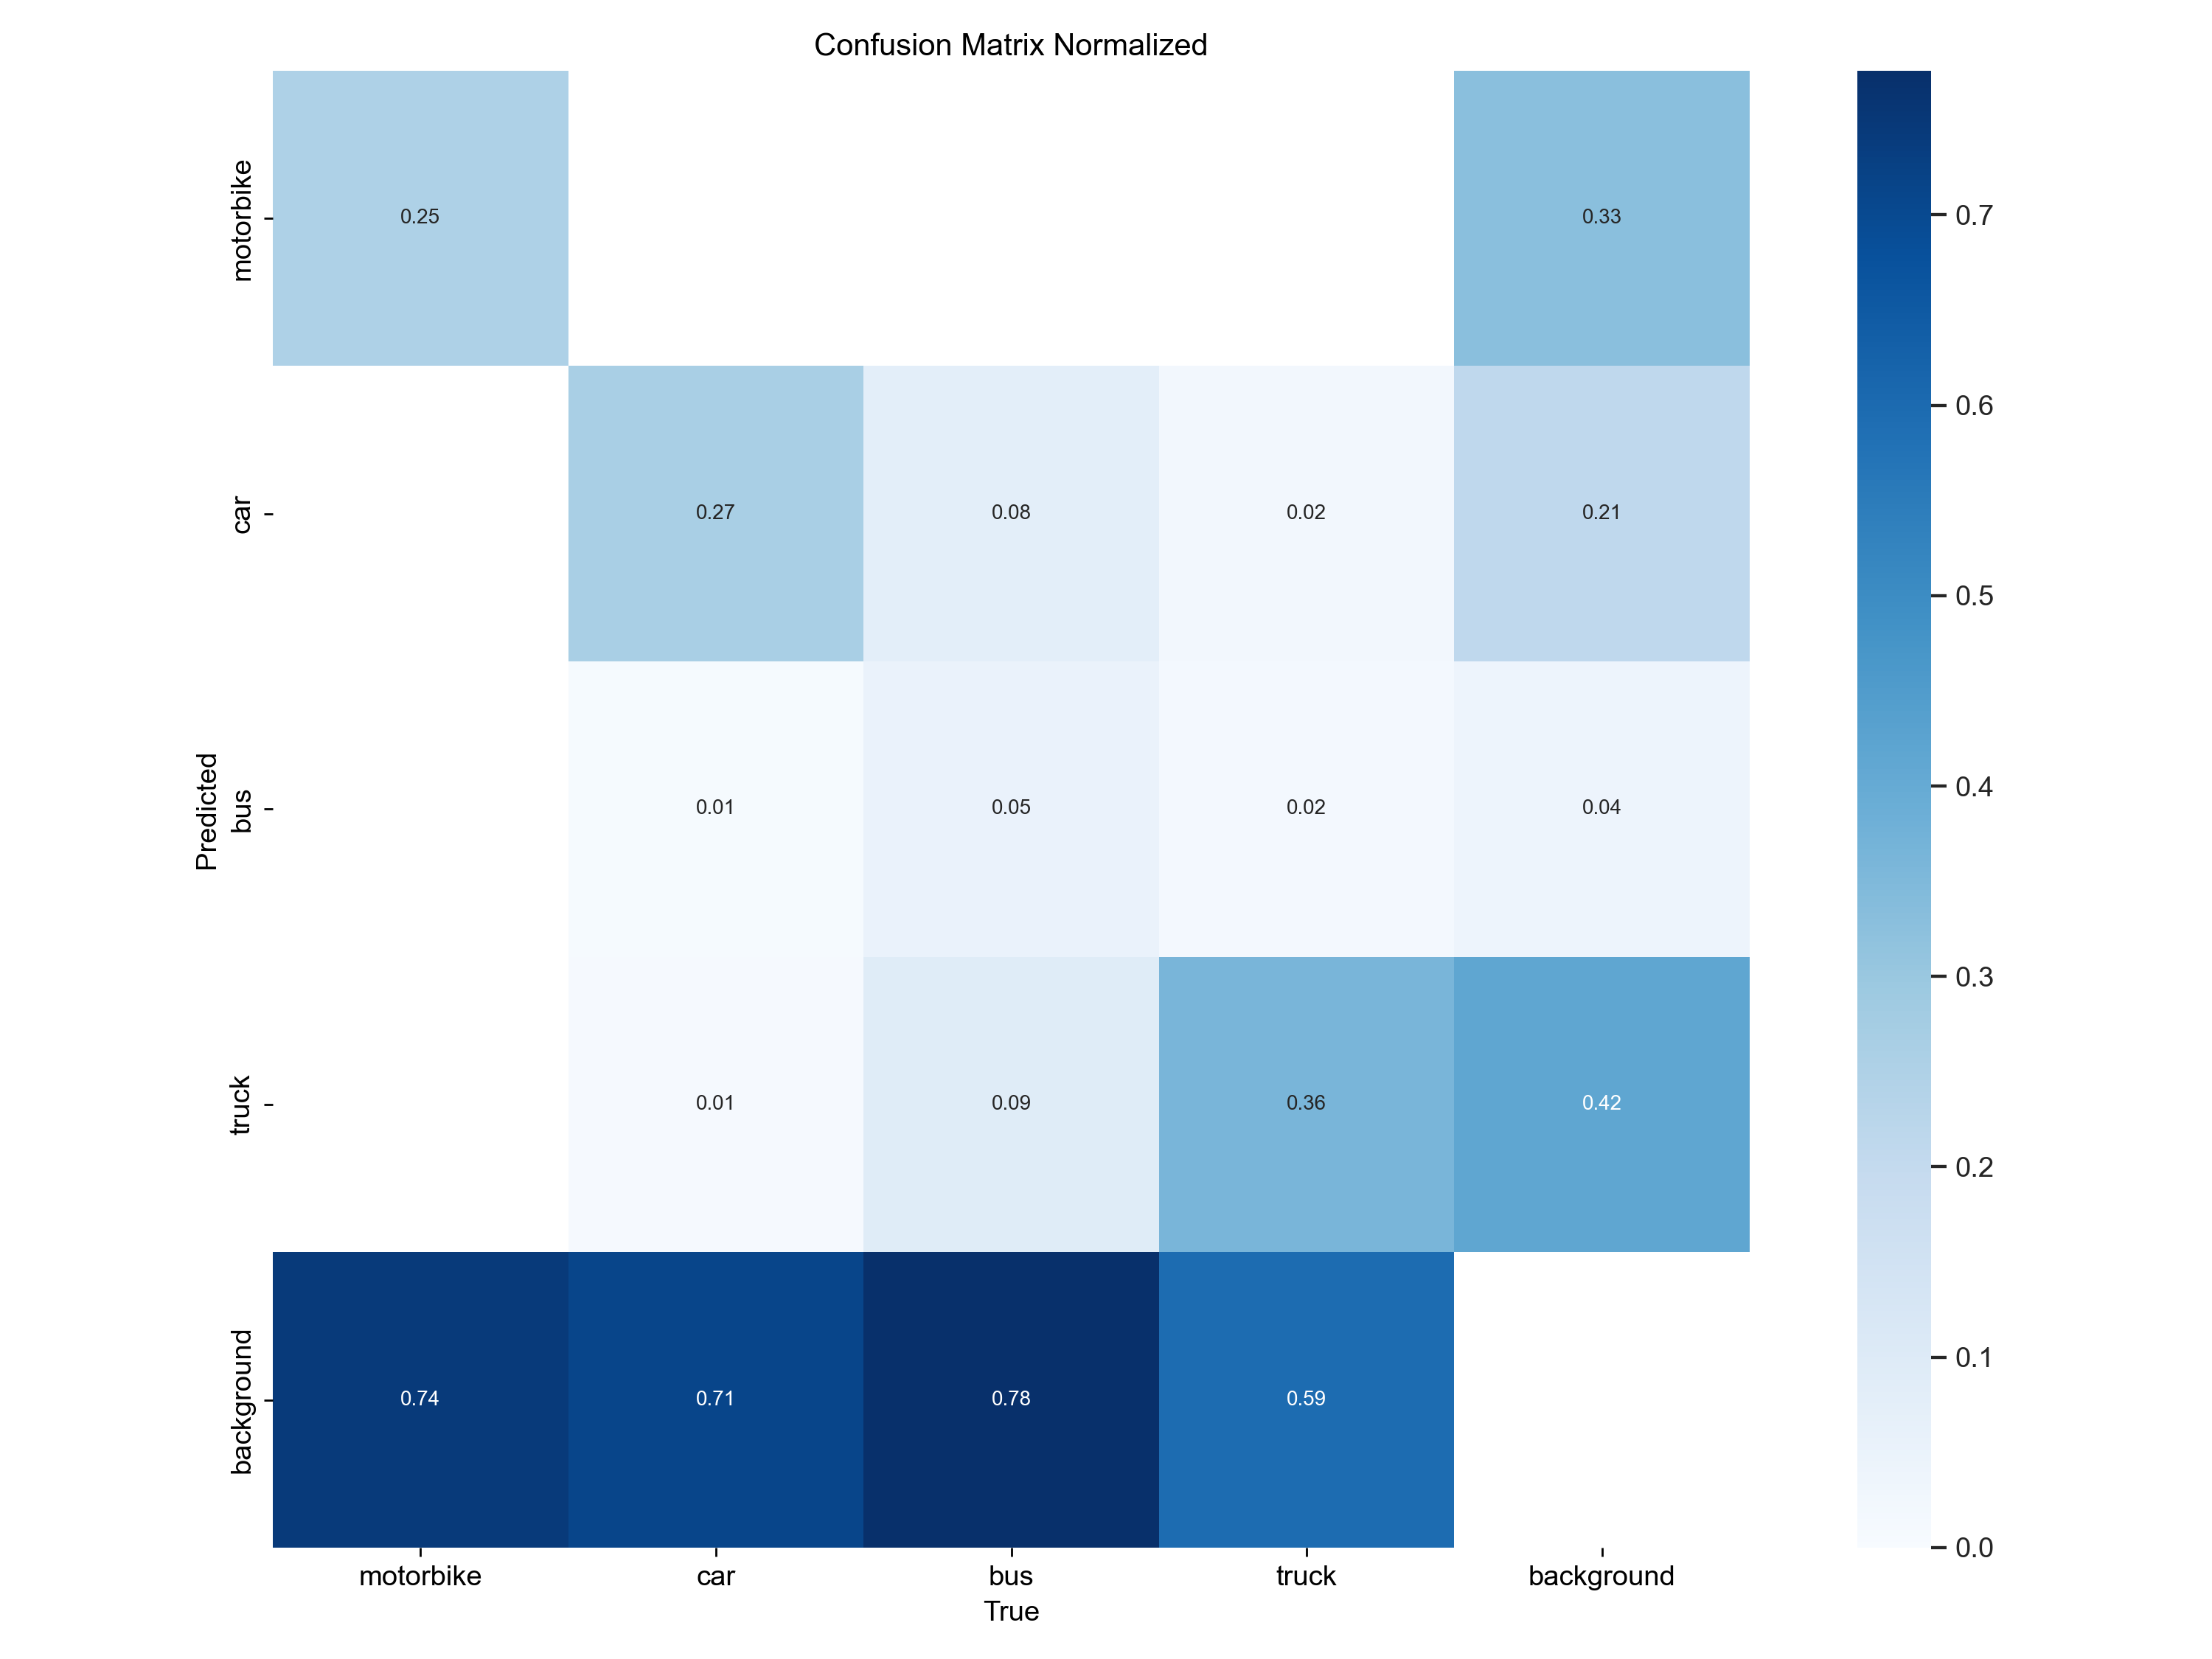 Confusion Matrix Normalized
motorbike
0.25
0.33
0.7
0.6
car
0.27
0.08
0.02
0.21
0.5
Predicted
bus
0.01
0.05
0.02
0.04
0.4
0.3
truck
0.01
0.09
0.36
0.42
0.2
0.1
background
0.74
0.71
0.78
0.59
0.0
motorbike
car
bus
truck
background
True